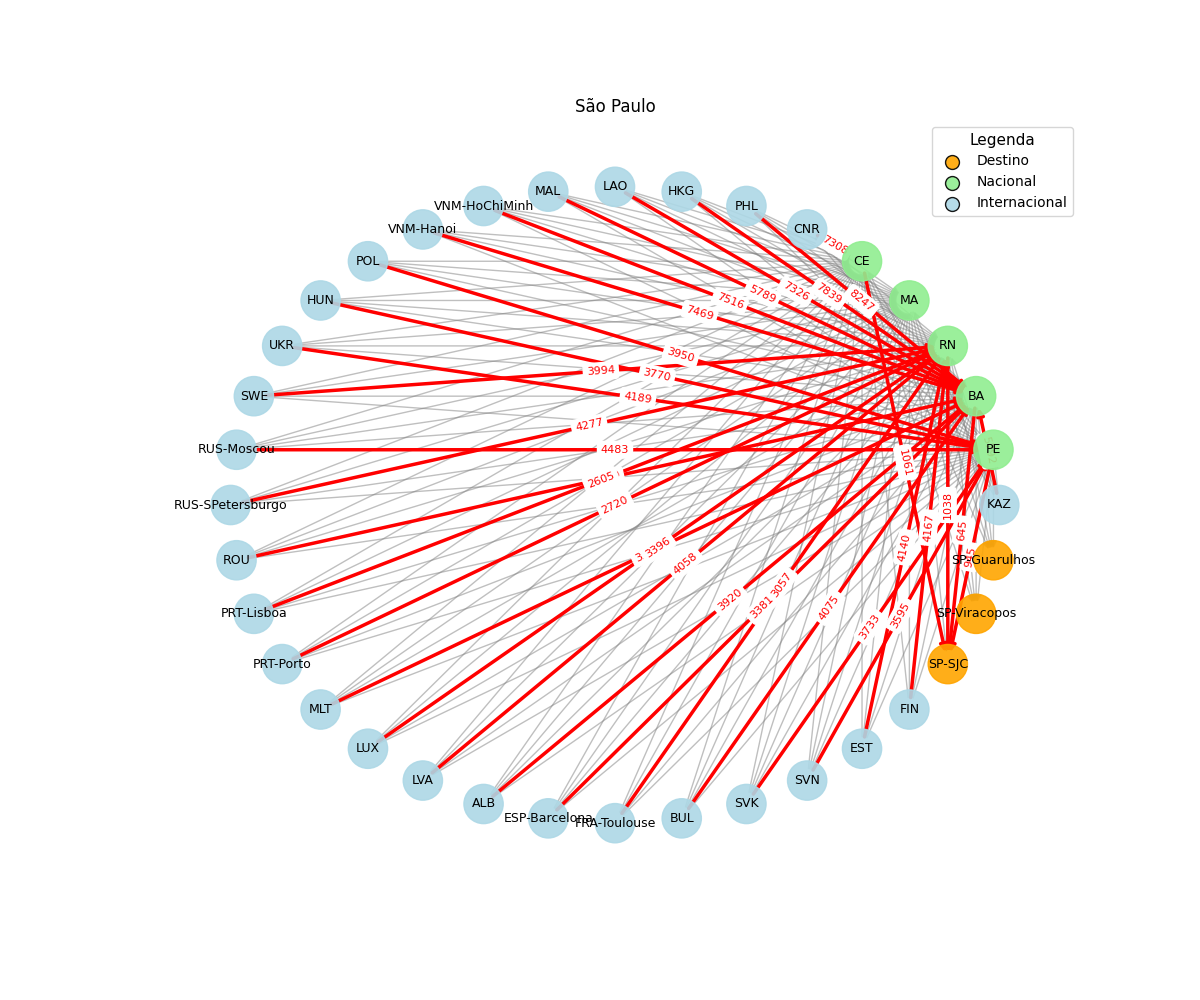 São Paulo
Legenda
Destino
Nacional
Internacional
LAO
MAL
HKG
VNM-HoChiMinh
PHL
VNM-Hanoi
CNR
7308
POL
CE
HUN
MA
5789
7326
7839
8247
7516
7469
UKR
RN
3950
3994
3770
SWE
4189
BA
4277
RUS-Moscou
4483
PE
1061
2605
RUS-SPetersburgo
2720
1038
KAZ
4167
645
ROU
3396
4140
SP-Guarulhos
4058
3057
PRT-Lisboa
3920
3381
4075
3595
SP-Viracopos
3733
PRT-Porto
SP-SJC
MLT
FIN
LUX
EST
LVA
SVN
ALB
SVK
ESP-Barcelona
FRA-Toulouse
BUL